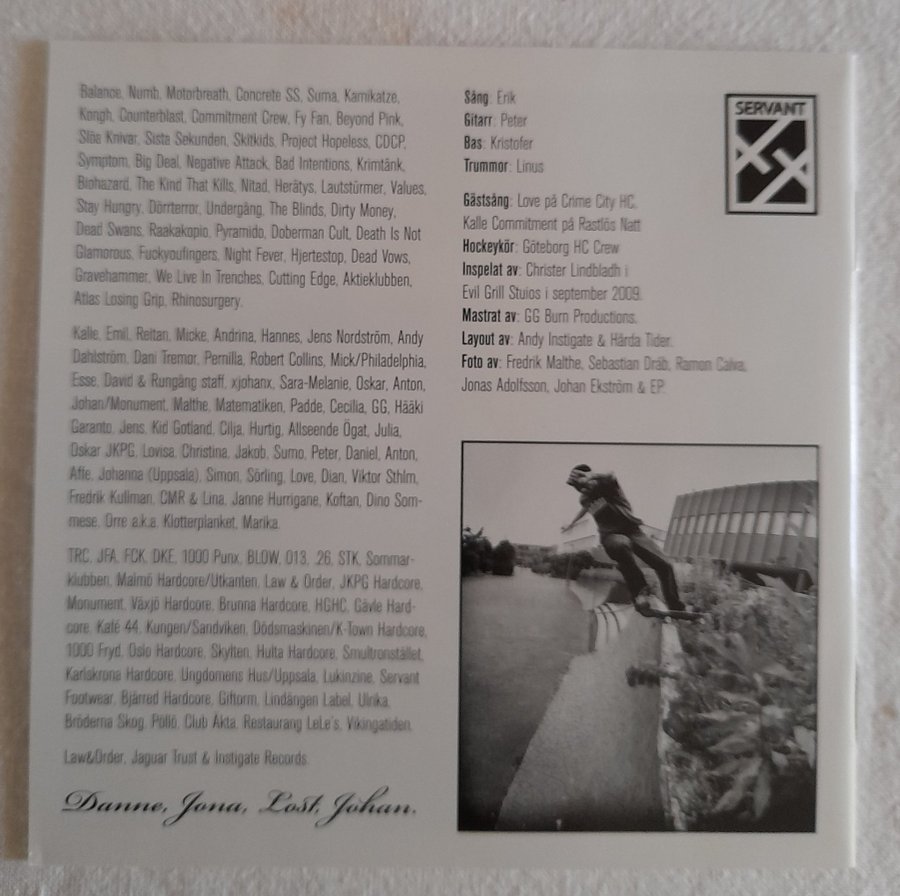 Balance, Numb, Motorbreath, Concrete SS, Suma, Kamikatze,
Kongh, Counterblast, Commitment Crew, Fy Fan, Beyond Pink,
Slöa Knivar, Sista Sekunden, Skitkids, Project Hopeless, CDCP,
Symptom, Big Deal, Negative Attack, Bad Intentions, Krimtänk,
Biohazard, The Kind That Kills, Nitad, Herätys, Lautstürmer, Values,
Stay Hungry, Dörrterror, Undergång, The Blinds, Dirty Money,
Dead Swans, Raakakopio, Pyramido, Doberman Cult, Death Is Not
Glamorous, Fuckyoufingers, Night Fever, Hjertestop, Dead Vows,
Gravehammer, We Live In Trenches, Cutting Edge, Aktieklubben,
Atlas Losing Grip, Rhinosurgery.
Kalle, Emil, Reitan, Micke, Andrina, Hannes, Jens Nordström, Andy
Dahlström, Dani Tremor, Pernilla, Robert Collins, Mick/Philadelphia,
Esse, David & Rungång staff, xjohanx, Sara-Melanie, Oskar, Anton,
Johan/Monument, Malthe, Matematiken, Padde, Cecilia, GG, Hääki
Garanto, Jens, Kid Gotland, Cilja, Hurtig, Allseende Ögat, Julia,
Oskar JKPG, Lovisa, Christina, Jakob, Sumo, Peter, Daniel, Anton,
Affe, Johanna (Uppsala), Simon, Sörling, Love, Dian, Viktor Sthlm,
Fredrik Kullman, CMR & Lina, Janne Hurrigane, Koftan, Dino Som-
mese, Orre a.k.a. Klotterplanket, Marika.
TRC, JFA, FCK, DKE, 1000 Punx, BLOW, 013, .26, STK, Sommar-
klubben, Malmö Hardcore/Utkanten, Law & Order, JKPG Hardcore,
Monument, Växjö Hardcore, Brunna Hardcore, HGHC, Gävle Hard-
core, Kafé 44, Kungen/Sandviken, Dödsmaskinen/K-Town Hardcore,
1000 Fryd, Oslo Hardcore, Skylten, Hulta Hardcore, Smultronstället,
Karlskrona Hardcore, Ungdomens Hus/Uppsala, Lukinzine, Servant
Footwear, Bjärred Hardcore, Giftorm, Lindängen Label, Ulrika,
Bröderna Skog, Pöllö, Club Äkta, Restaurang LeLe's, Vikingatiden.
Law&Order, Jaguar Trust & Instigate Records.
Danne, Jona, Lost, Johan.
Sång: Erik
Gitarr: Peter
Bas: Kristofer
Trummor: Linus
Gästsång: Love på Crime City HC,
Kalle Commitment på Rastlös Natt
Hockeykör: Göteborg HC Crew
Inspelat av: Christer Lindbladh i
Evil Grill Stuios i september 2009.
Mastrat av: GG Burn Productions.
Layout av: Andy Instigate & Hårda Tider.
Foto av: Fredrik Malthe, Sebastian Dräb, Ramon Calva,
Jonas Adolfsson, Johan Ekström & EP.
SERVANT